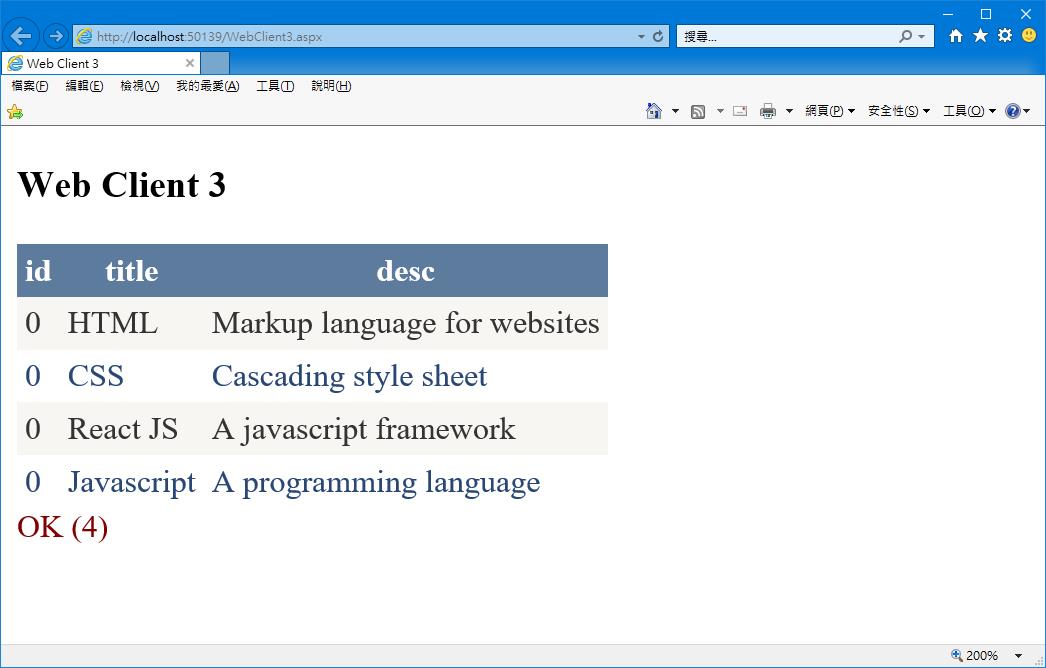 http://localhost:50139/WebClient3.aspx
搜尋...
Web Client 3
檔案(F) 編輯(E) 檢視(V) 我的最愛(A) 工具(T) 說明(H)
網頁(P) 安全性(S) 工具(O)
Web Client 3
id title desc
0 HTML Markup language for websites
0 CSS Cascading style sheet
0 React JS A javascript framework
0 Javascript A programming language
OK (4)
200%